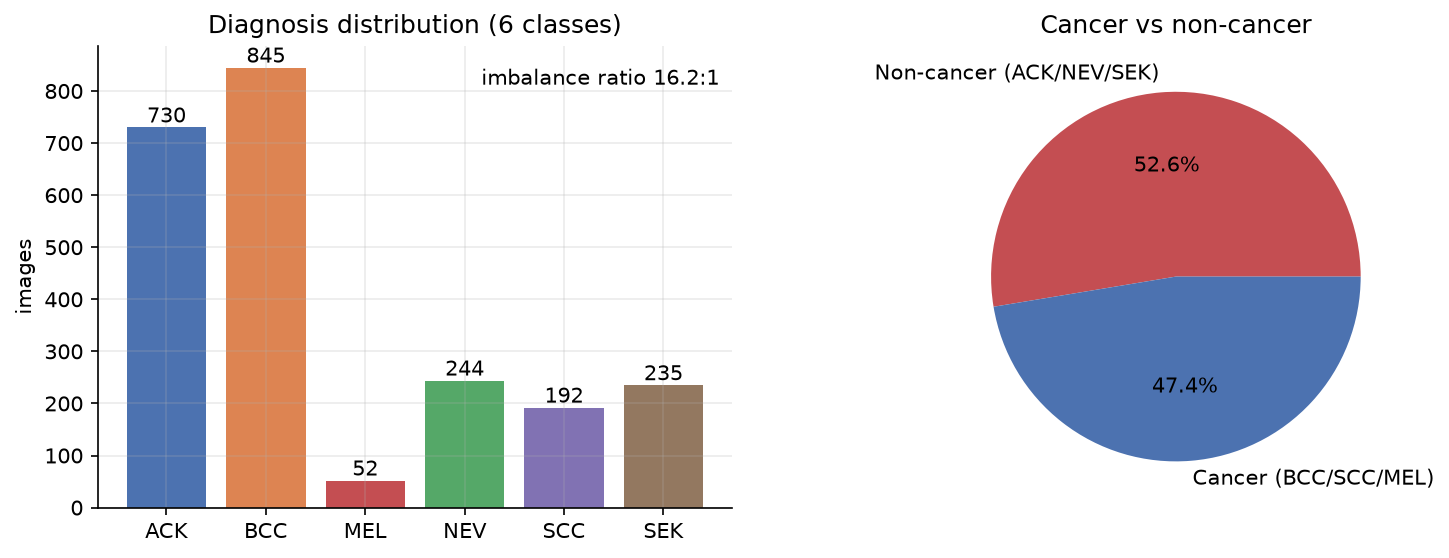 Diagnosis distribution (6 classes)
imbalance ratio 16.2:1
images
800
700
600
500
400
300
200
100
0
730
845
52
244
192
235
ACK
BCC
MEL
NEV
SCC
SEK
Cancer vs non-cancer
Non-cancer (ACK/NEV/SEK)
52.6%
47.4%
Cancer (BCC/SCC/MEL)